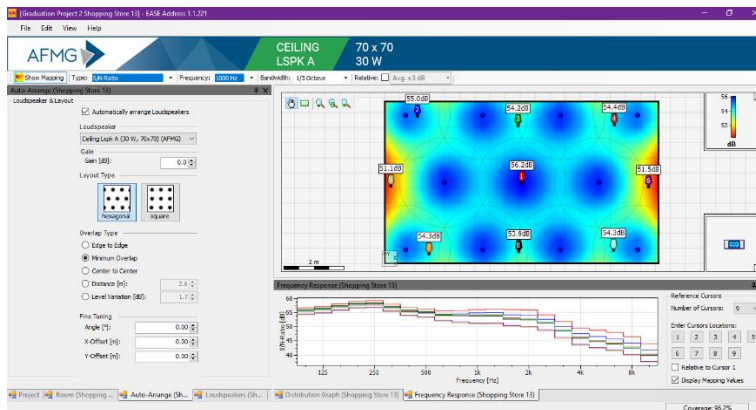 [Graduation Project 2 Shopping Store 13] - EASE Address 1.1.221
File Edit View Help
AFMG
CEILING LSPK A
70 x 70
30 W
Show Mapping Type: S/N Ratio Frequency: 1000 Hz Bandwidth: 1/3 Octave Relative: Avg. ±3 dB
Auto-Arrange (Shopping Store 13)
Loudspeaker & Layout
Automatically arrange Loudspeakers
Loudspeaker
Ceiling Lspk A (30 W, 70x70) (AFMG)
Gain
Gain [dB]: 0.0
Layout Type
hexagonal square
Overlap Type
Edge to Edge
Minimum Overlap
Center to Center
Distance [m]: 2.6
Level Variation [dB]: 1.7
Fine Tuning
Angle [°]: 0.00
X-Offset [m]: 0.00
Y-Offset [m]: 0.00
55.0dB 54.2dB 54.4dB
2 3 4
51.1dB 56.2dB 51.5dB
1 6
54.3dB 53.9dB 54.3dB
Y
X
2 m
56
54
52
dB
Frequency Response (Shopping Store 13)
S/N-Ratio [dB]
60
50
40
125 250 500 1k 2k 4k 8k
Frequency [Hz]
Reference Cursors
Number of Cursors: 9
Enter Cursors Locations:
1 2 3 4 5
6 7 8 9
Relative to Cursor 1
Display Mapping Values
Project Room (Shopping ... Auto-Arrange (Sh... Loudspeakers (Sh... Distribution Graph (Shopping Store 13) Frequency Response (Shopping Store 13)
Coverage: 96.2%